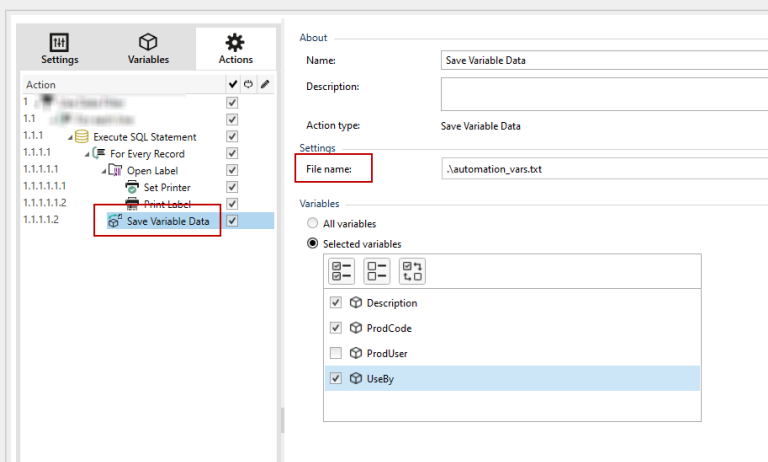 Settings
Variables
Actions
Action
1
1.1
1.1.1 Execute SQL Statement
1.1.1.1 For Every Record
1.1.1.1.1 Open Label
1.1.1.1.1.1 Set Printer
1.1.1.1.1.2 Print Label
1.1.1.1.2 Save Variable Data
About
Name: Save Variable Data
Description:
Action type: Save Variable Data
Settings
File name: .\automation_vars.txt
Variables
All variables
Selected variables
Description
ProdCode
ProdUser
UseBy